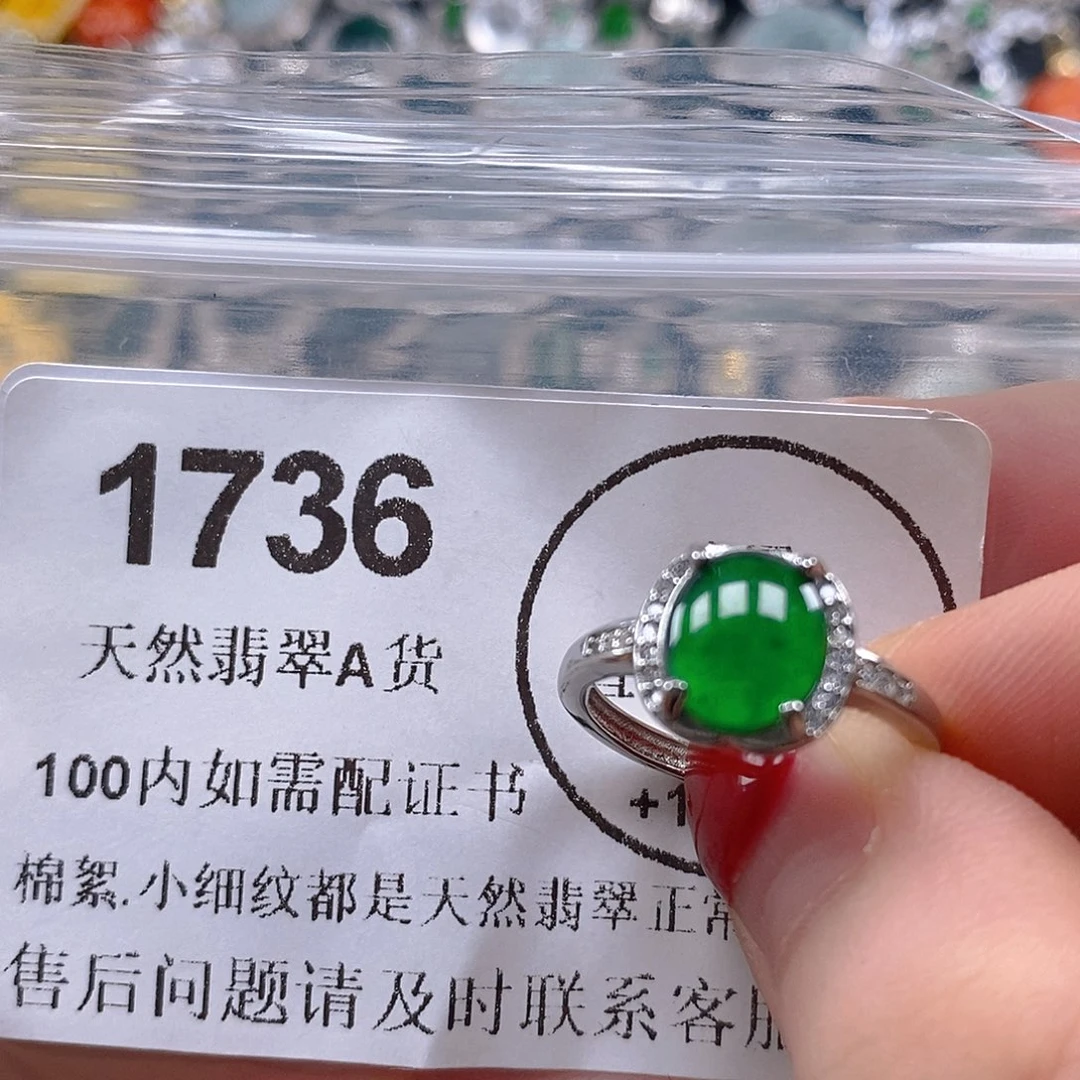 1736
天然翡翠A货
100内如需配证书
+1
棉絮.小细纹都是天然翡翠正常
售后问题请及时联系客服